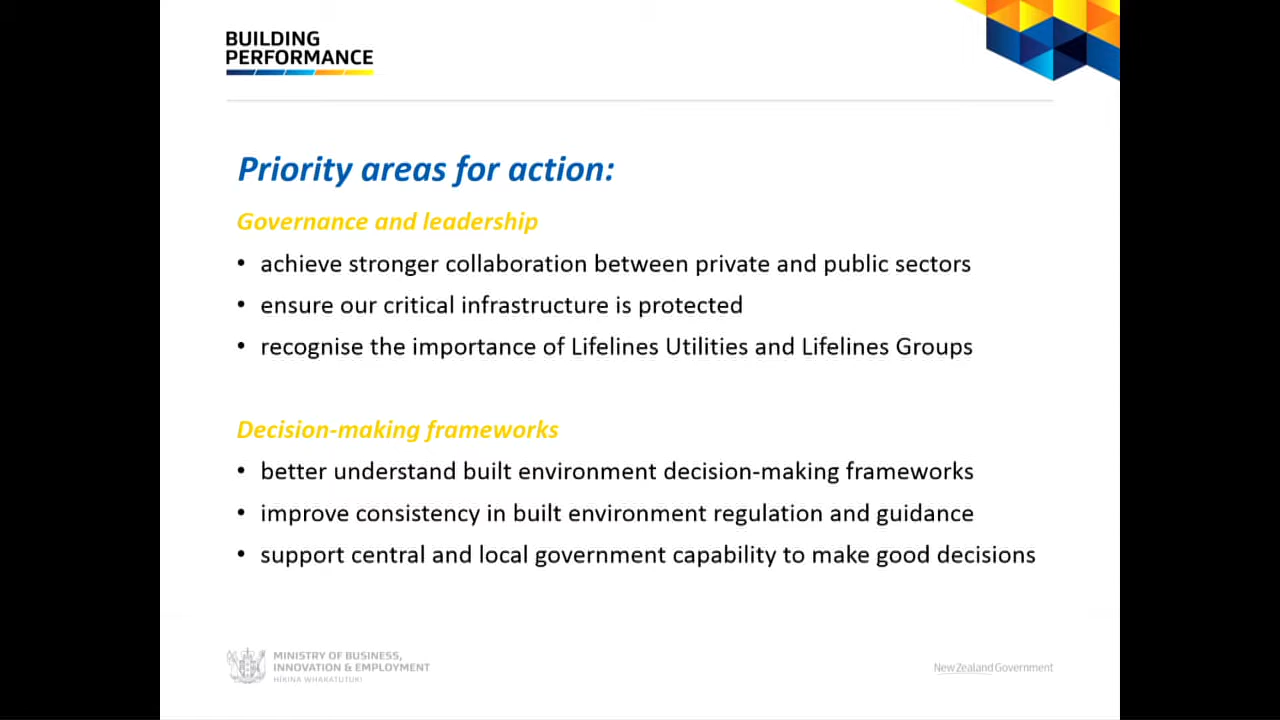 BUILDING
PERFORMANCE
Priority areas for action:
Governance and leadership
• achieve stronger collaboration between private and public sectors
• ensure our critical infrastructure is protected
• recognise the importance of Lifelines Utilities and Lifelines Groups
Decision-making frameworks
• better understand built environment decision-making frameworks
• improve consistency in built environment regulation and guidance
• support central and local government capability to make good decisions
MINISTRY OF BUSINESS,
INNOVATION & EMPLOYMENT
HĪKINA WHAKATUTUKI
New Zealand Government